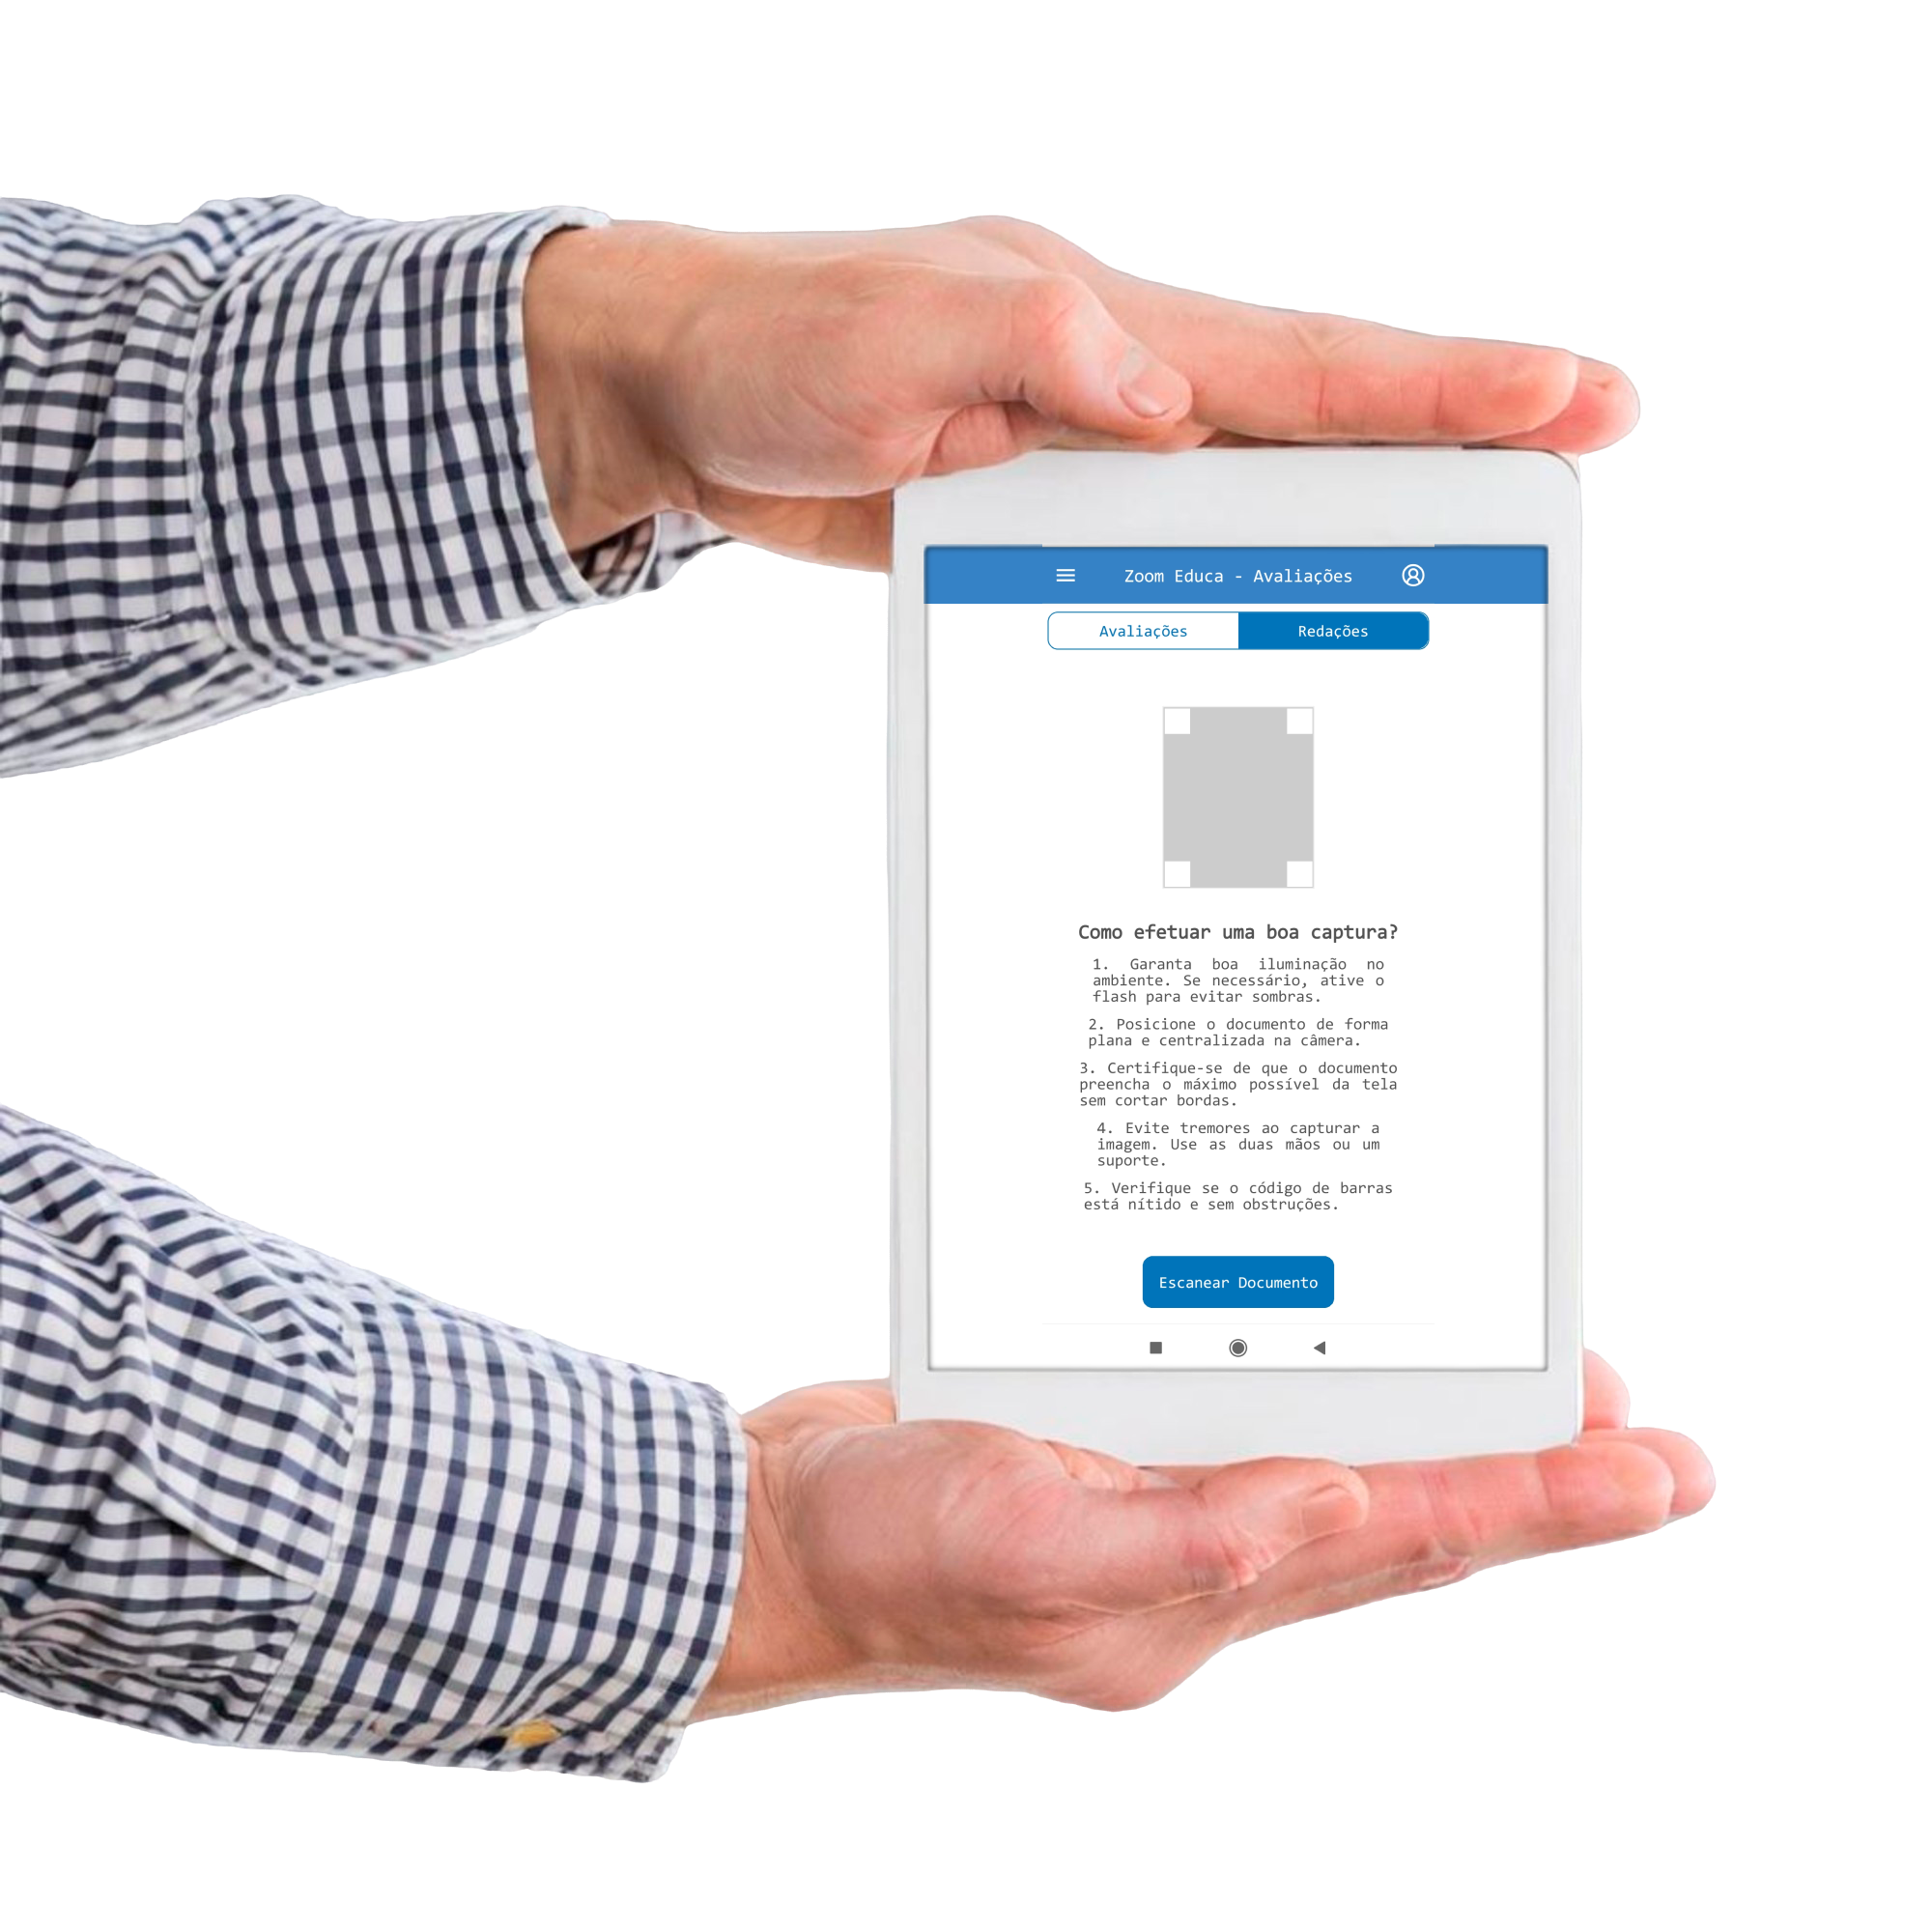 Zoom Educa - Avaliações
Avaliações
Redações
Como efetuar uma boa captura?
1. Garanta boa iluminação no
ambiente. Se necessário, ative o
flash para evitar sombras.
2. Posicione o documento de forma
plana e centralizada na câmera.
3. Certifique-se de que o documento
preencha o máximo possível da tela
sem cortar bordas.
4. Evite tremores ao capturar a
imagem. Use as duas mãos ou um
suporte.
5. Verifique se o código de barras
está nítido e sem obstruções.
Escanear Documento